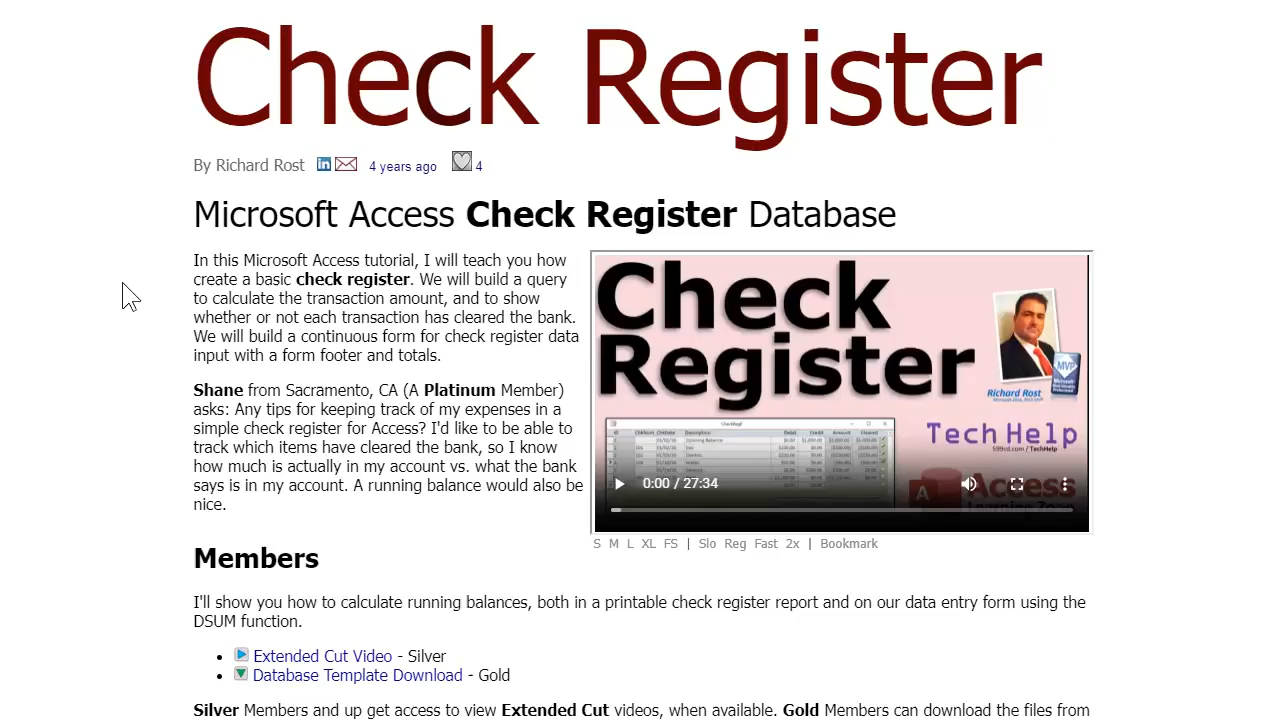 Check Register
By Richard Rost in 4 years ago 4
Microsoft Access Check Register Database
In this Microsoft Access tutorial, I will teach you how
create a basic check register. We will build a query
to calculate the transaction amount, and to show
whether or not each transaction has cleared the bank.
We will build a continuous form for check register data
input with a form footer and totals.
Shane from Sacramento, CA (A Platinum Member)
asks: Any tips for keeping track of my expenses in a
simple check register for Access? I'd like to be able to
track which items have cleared the bank, so I know
how much is actually in my account vs. what the bank
says is in my account. A running balance would also be
nice.
Check
Register
MVP
Richard Rost
TechHelp
599cd.com/TechHelp
Access
0:00 / 27:34
S M L XL FS | Slo Reg Fast 2x | Bookmark
Members
I'll show you how to calculate running balances, both in a printable check register report and on our data entry form using the
DSUM function.
• Extended Cut Video - Silver
• Database Template Download - Gold
Silver Members and up get access to view Extended Cut videos, when available. Gold Members can download the files from